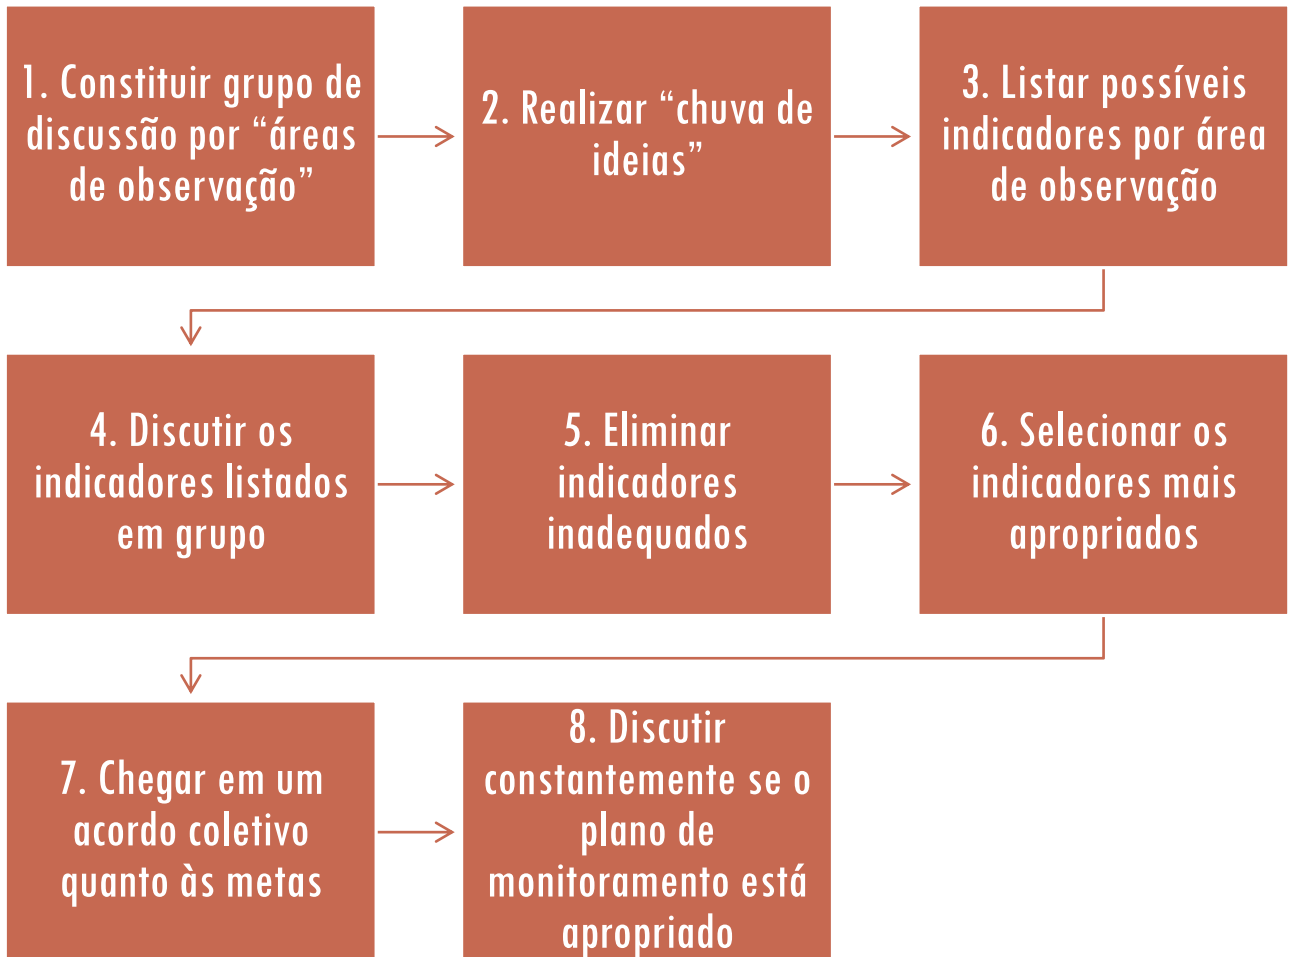 1. Constituir grupo de
discussão por “áreas
de observação”
2. Realizar “chuva de
ideias”
3. Listar possíveis
indicadores por área
de observação
4. Discutir os
indicadores listados
em grupo
5. Eliminar
indicadores
inadequados
6. Selecionar os
indicadores mais
apropriados
7. Chegar em um
acordo coletivo
quanto às metas
8. Discutir
constantemente se o
plano de
monitoramento está
apropriado